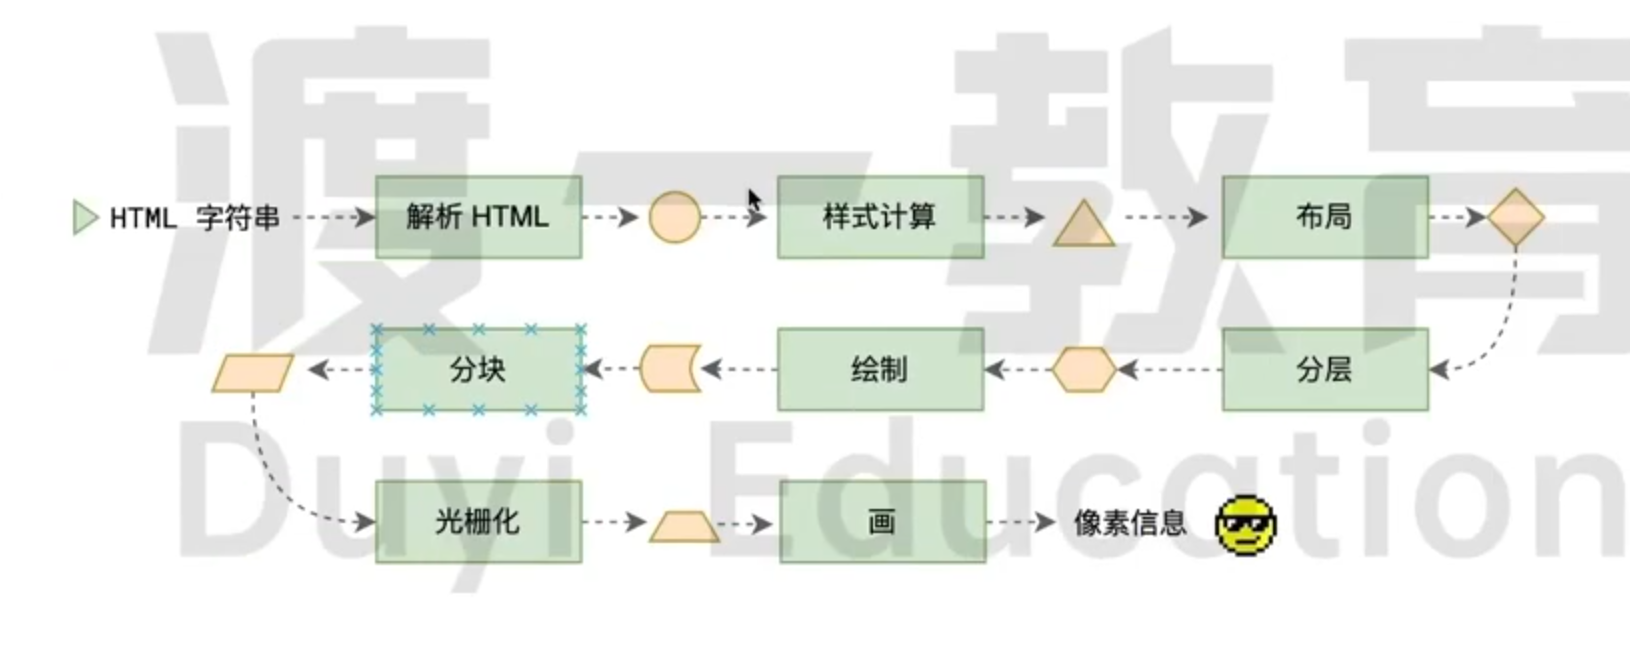 渡一教育
HTML 字符串
解析 HTML
样式计算
布局
分块
绘制
分层
Duyi Education
光栅化
画
像素信息